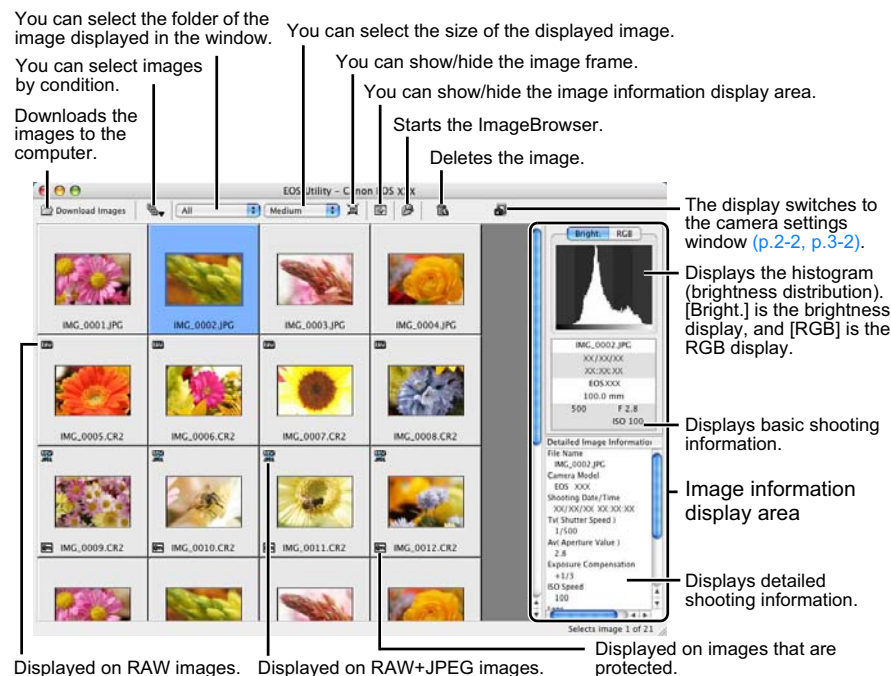 You can select the folder of the
image displayed in the window.
You can select the size of the displayed image.
You can select images
by condition.
You can show/hide the image frame.
You can show/hide the image information display area.
Downloads the
images to the
computer.
Starts the ImageBrowser.
Deletes the image.
EOS Utility – Canon EOS XXX
Download Images
All
Medium
The display switches to
the camera settings
window (p.2-2, p.3-2).
Bright.
RGB
Displays the histogram
(brightness distribution).
[Bright.] is the brightness
display, and [RGB] is the
RGB display.
IMG_0001.JPG
IMG_0002.JPG
IMG_0003.JPG
IMG_0004.JPG
IMG_0002.JPG
XX/XX/XX
XX:XX:XX
EOS XXX
100.0 mm
500 F 2.8
ISO 100
Displays basic shooting
information.
IMG_0005.CR2
IMG_0006.CR2
IMG_0007.CR2
IMG_0008.CR2
Detailed Image Information
File Name
IMG_0002.JPG
Camera Model
EOS XXX
Shooting Date/Time
XX/XX/XX XX:XX:XX
Tv( Shutter Speed )
1/500
Av( Aperture Value )
2.8
Exposure Compensation
+1/3
ISO Speed
100
Lens
Image information
display area
Displays detailed
shooting information.
IMG_0009.CR2
IMG_0010.CR2
IMG_0011.CR2
IMG_0012.CR2
Selects image 1 of 21
Displayed on RAW images.
Displayed on RAW+JPEG images.
Displayed on images that are
protected.